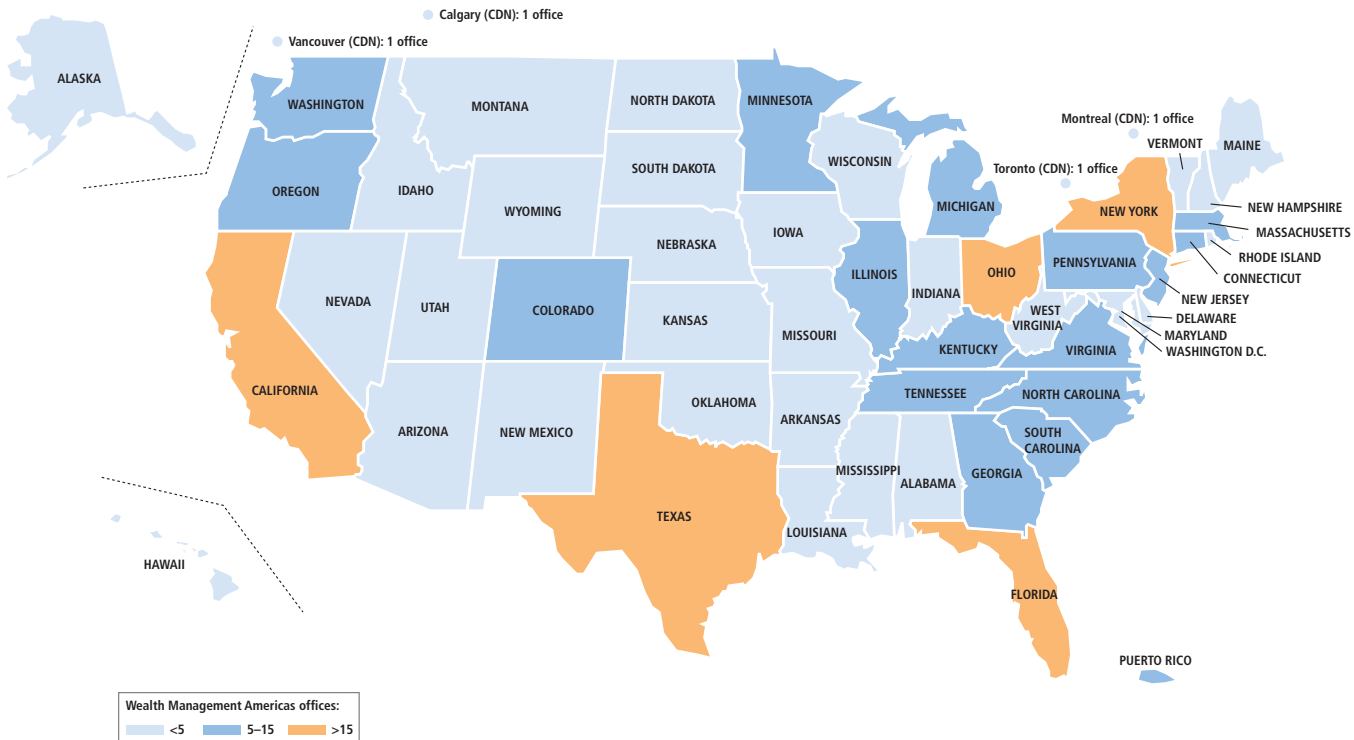 Calgary (CDN): 1 office
Vancouver (CDN): 1 office
ALASKA
WASHINGTON
MONTANA
NORTH DAKOTA
MINNESOTA
Montreal (CDN): 1 office
VERMONT
MAINE
WISCONSIN
SOUTH DAKOTA
Toronto (CDN): 1 office
OREGON
IDAHO
WYOMING
MICHIGAN
NEW YORK
NEW HAMPSHIRE
MASSACHUSETTS
IOWA
NEBRASKA
RHODE ISLAND
CONNECTICUT
PENNSYLVANIA
ILLINOIS
OHIO
INDIANA
NEW JERSEY
NEVADA
UTAH
COLORADO
KANSAS
MISSOURI
WEST
VIRGINIA
DELAWARE
MARYLAND
WASHINGTON D.C.
KENTUCKY
VIRGINIA
CALIFORNIA
TENNESSEE
NORTH CAROLINA
OKLAHOMA
ARKANSAS
ARIZONA
NEW MEXICO
SOUTH
CAROLINA
MISSISSIPPI
ALABAMA
GEORGIA
TEXAS
LOUISIANA
HAWAII
FLORIDA
PUERTO RICO
Wealth Management Americas offices:
<5 5–15 >15